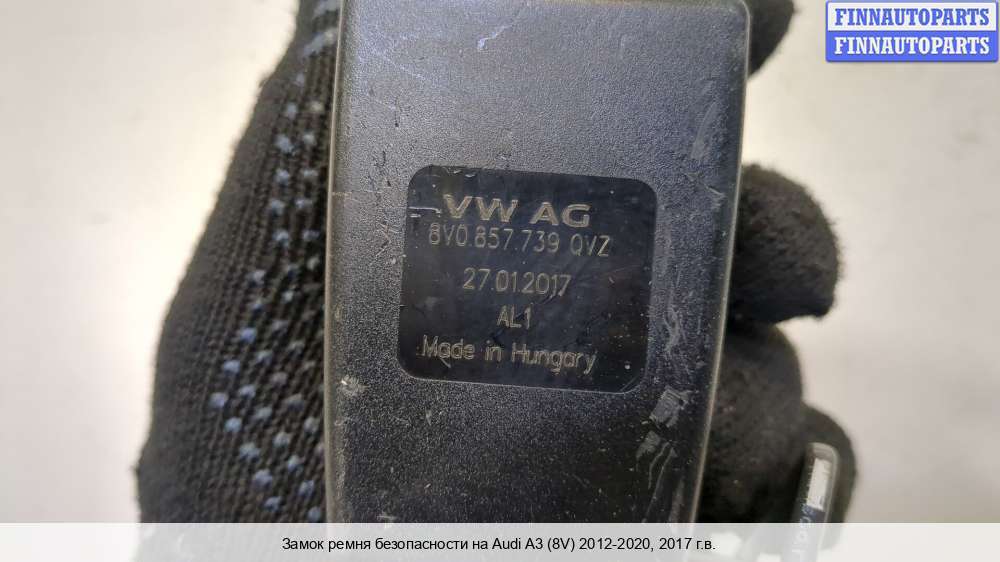 FINNAUTOPARTS
FINNAUTOPARTS
VW AG
8V0.857.739 QVZ
27.01.2017
AL1
Made in Hungary
Замок ремня безопасности на Audi A3 (8V) 2012-2020, 2017 г.в.